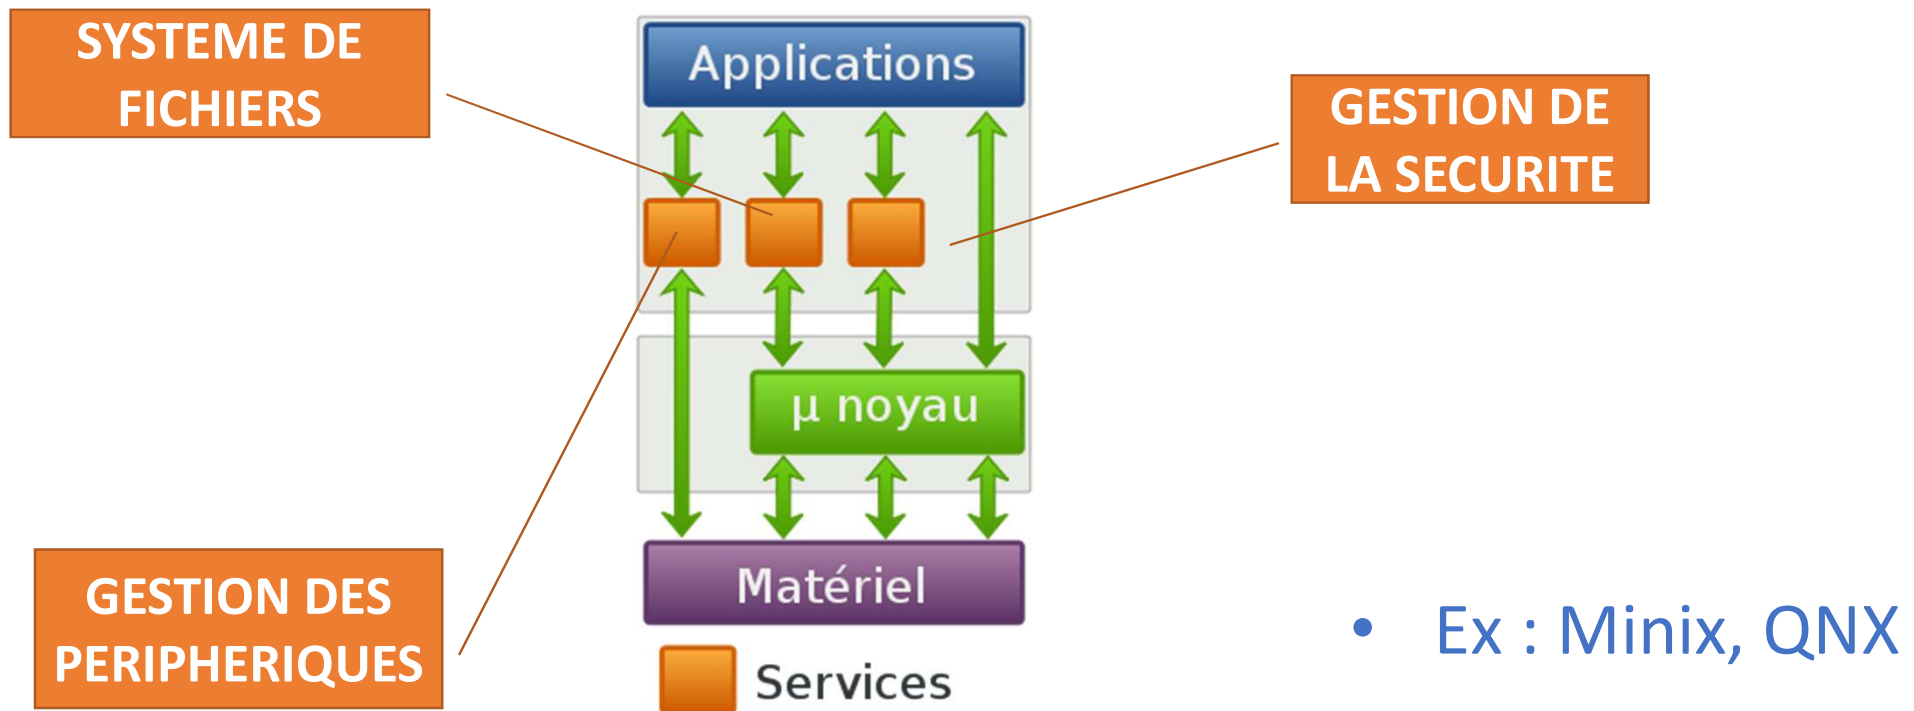 SYSTEME DE
FICHIERS
Applications
GESTION DE
LA SECURITE
µ noyau
Matériel
GESTION DES
PERIPHERIQUES
• Ex : Minix, QNX
Services